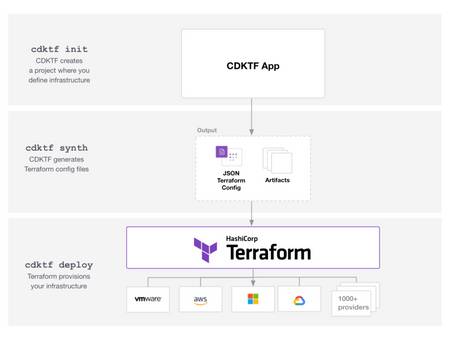 cdktf init
CDKTF creates
a project where you
define infrastructure
CDKTF App
cdktf synth
CDKTF generates
Terraform config files
Output
JSON
Terraform
Config
Artifacts
cdktf deploy
Terraform provisions
your infrastructure
HashiCorp
Terraform
vmware
aws
1000+
providers